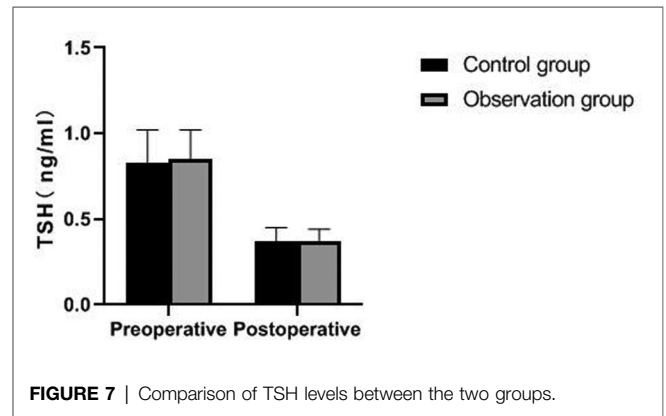 1.5
Control group
Observation group
1.0
TSH ( ng/ml)
0.5
0.0
Preoperative Postoperative
FIGURE 7 | Comparison of TSH levels between the two groups.